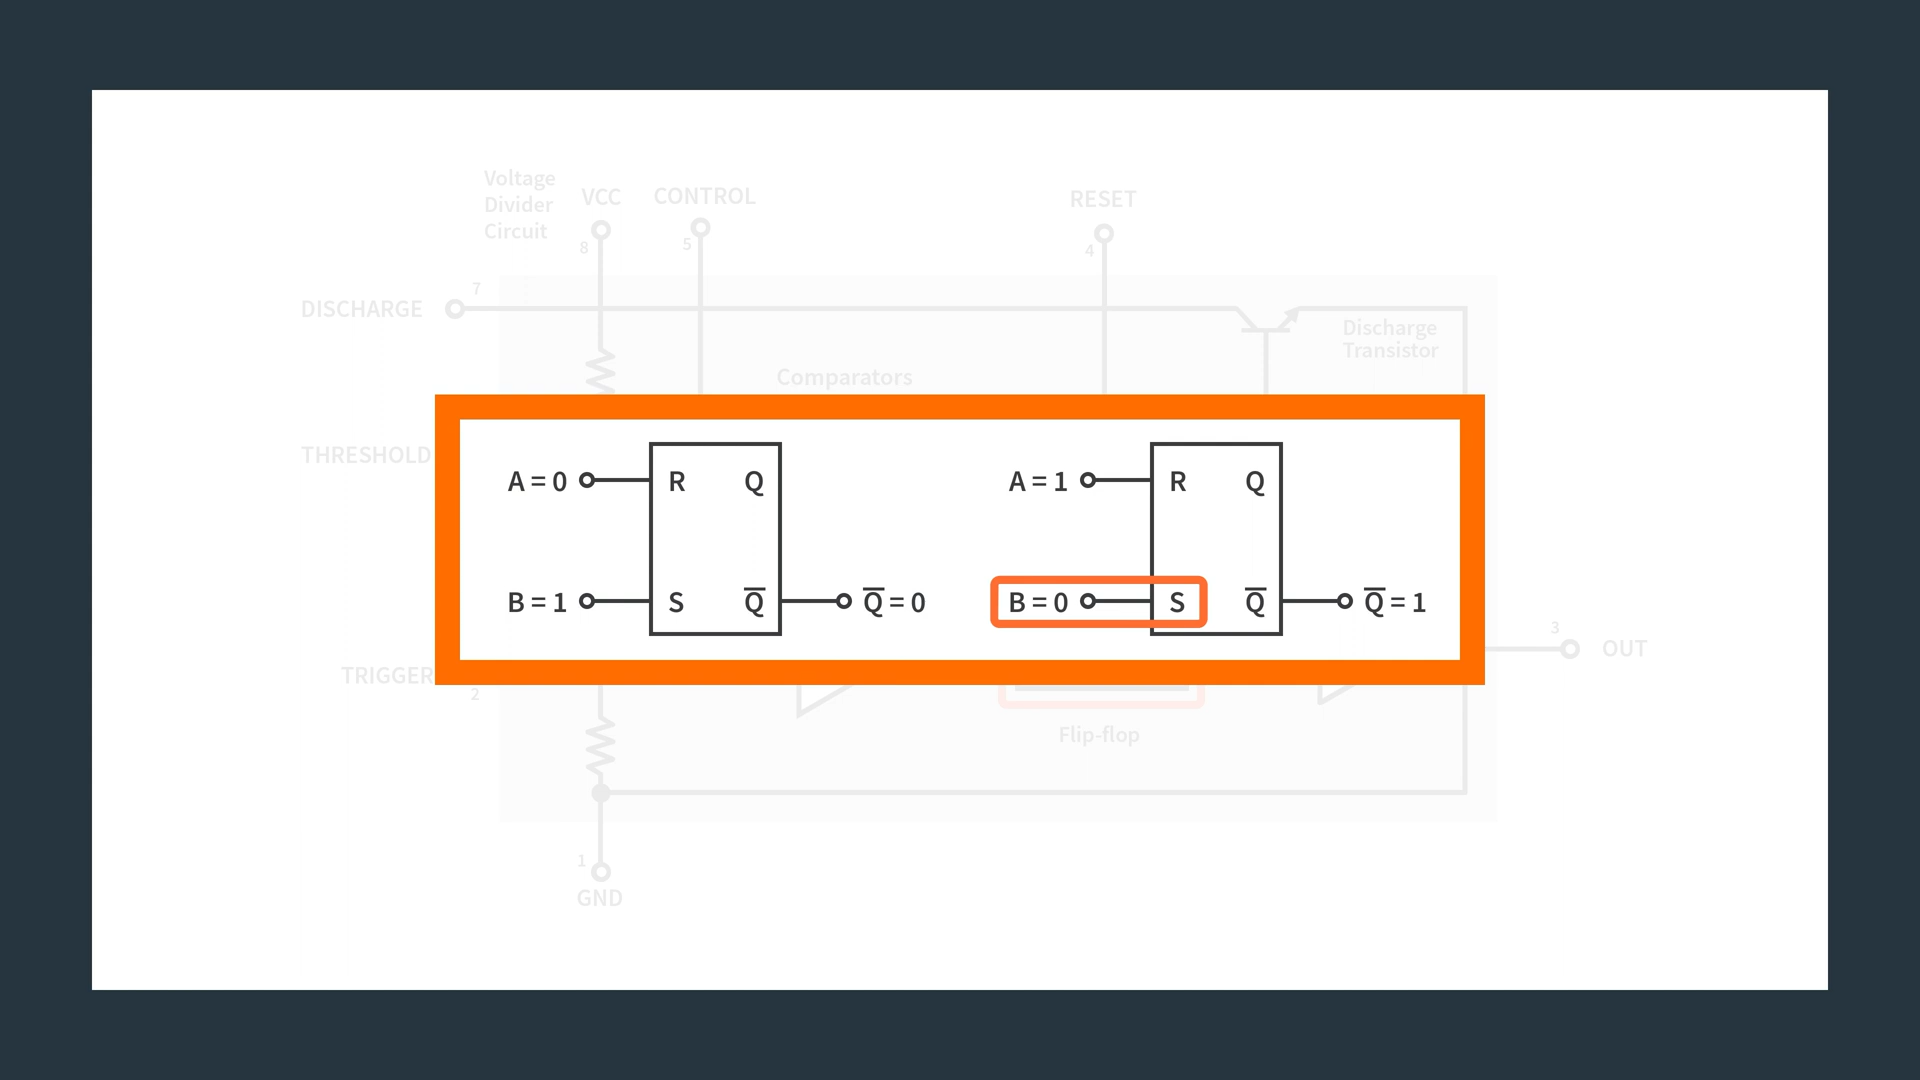 Voltage
Divider
Circuit
VCC
CONTROL
RESET
8
5
4
7
DISCHARGE
Discharge
Transistor
Comparators
THRESHOLD
A = 0
R
Q
A = 1
R
Q
B = 1
S
Q̅
Q̅ = 0
B = 0
S
Q̅
Q̅ = 1
3
OUT
TRIGGER
2
Flip-flop
1
GND